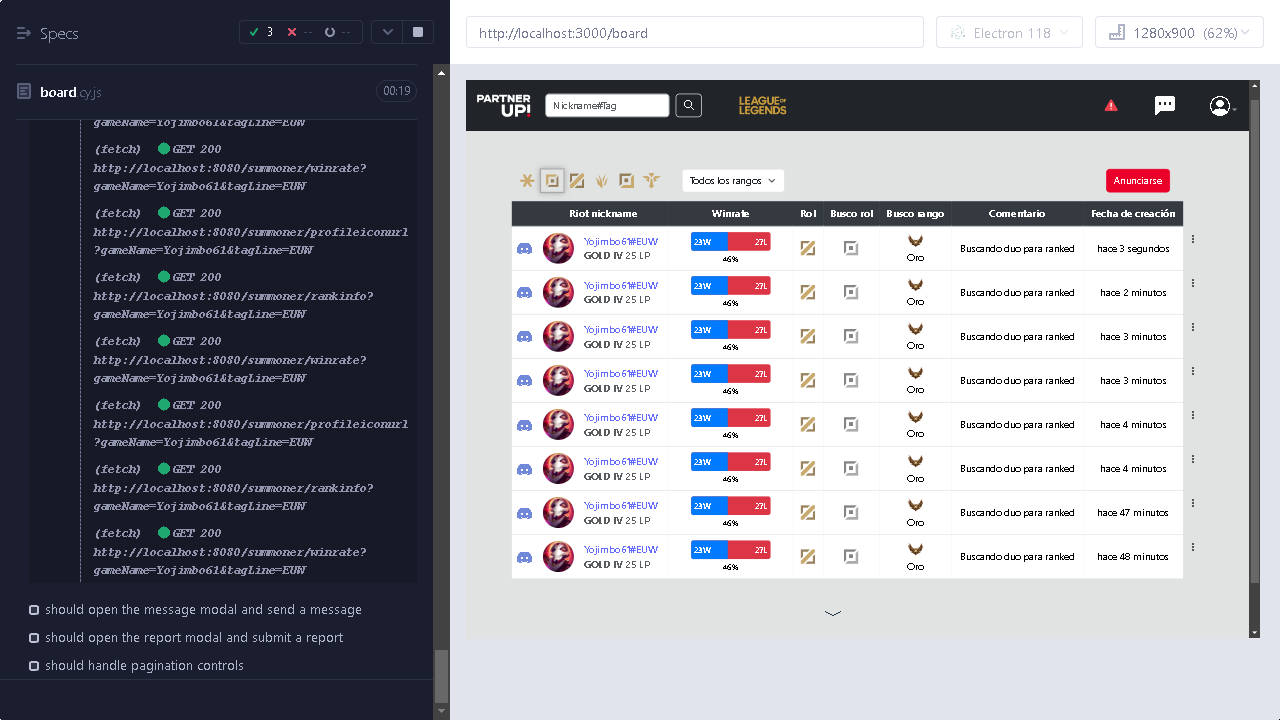 Specs
3
--
--
board.cy.js
00:19
gameName=Yojimbo61&tagLine=EUW
(fetch) GET 200
http://localhost:8080/summoner/winrate?
gameName=Yojimbo61&tagline=EUW
(fetch) GET 200
http://localhost:8080/summoner/profileiconurl
?gameName=Yojimbo61&tagLine=EUW
(fetch) GET 200
http://localhost:8080/summoner/rankinfo?
gameName=Yojimbo61&tagLine=EUW
(fetch) GET 200
http://localhost:8080/summoner/winrate?
gameName=Yojimbo61&tagline=EUW
(fetch) GET 200
http://localhost:8080/summoner/profileiconurl
?gameName=Yojimbo61&tagLine=EUW
(fetch) GET 200
http://localhost:8080/summoner/rankinfo?
gameName=Yojimbo61&tagLine=EUW
(fetch) GET 200
http://localhost:8080/summoner/winrate?
gameName=Yojimbo61&tagline=EUW
should open the message modal and send a message
should open the report modal and submit a report
should handle pagination controls
http://localhost:3000/board
Electron 118
1280x900 (62%)
PARTNER
UP!
Nickname#Tag
LEAGUE OF
LEGENDS
Todos los rangos
Anunciarse
Riot nickname Winrate Rol Busco rol Busco rango Comentario Fecha de creación
Yojimbo61#EUW
GOLD IV 25 LP
23W 27L
46%
Oro
Buscando duo para ranked
hace 3 segundos
Yojimbo61#EUW
GOLD IV 25 LP
23W 27L
46%
Oro
Buscando duo para ranked
hace 2 minutos
Yojimbo61#EUW
GOLD IV 25 LP
23W 27L
46%
Oro
Buscando duo para ranked
hace 3 minutos
Yojimbo61#EUW
GOLD IV 25 LP
23W 27L
46%
Oro
Buscando duo para ranked
hace 3 minutos
Yojimbo61#EUW
GOLD IV 25 LP
23W 27L
46%
Oro
Buscando duo para ranked
hace 4 minutos
Yojimbo61#EUW
GOLD IV 25 LP
23W 27L
46%
Oro
Buscando duo para ranked
hace 4 minutos
Yojimbo61#EUW
GOLD IV 25 LP
23W 27L
46%
Oro
Buscando duo para ranked
hace 47 minutos
Yojimbo61#EUW
GOLD IV 25 LP
23W 27L
46%
Oro
Buscando duo para ranked
hace 48 minutos